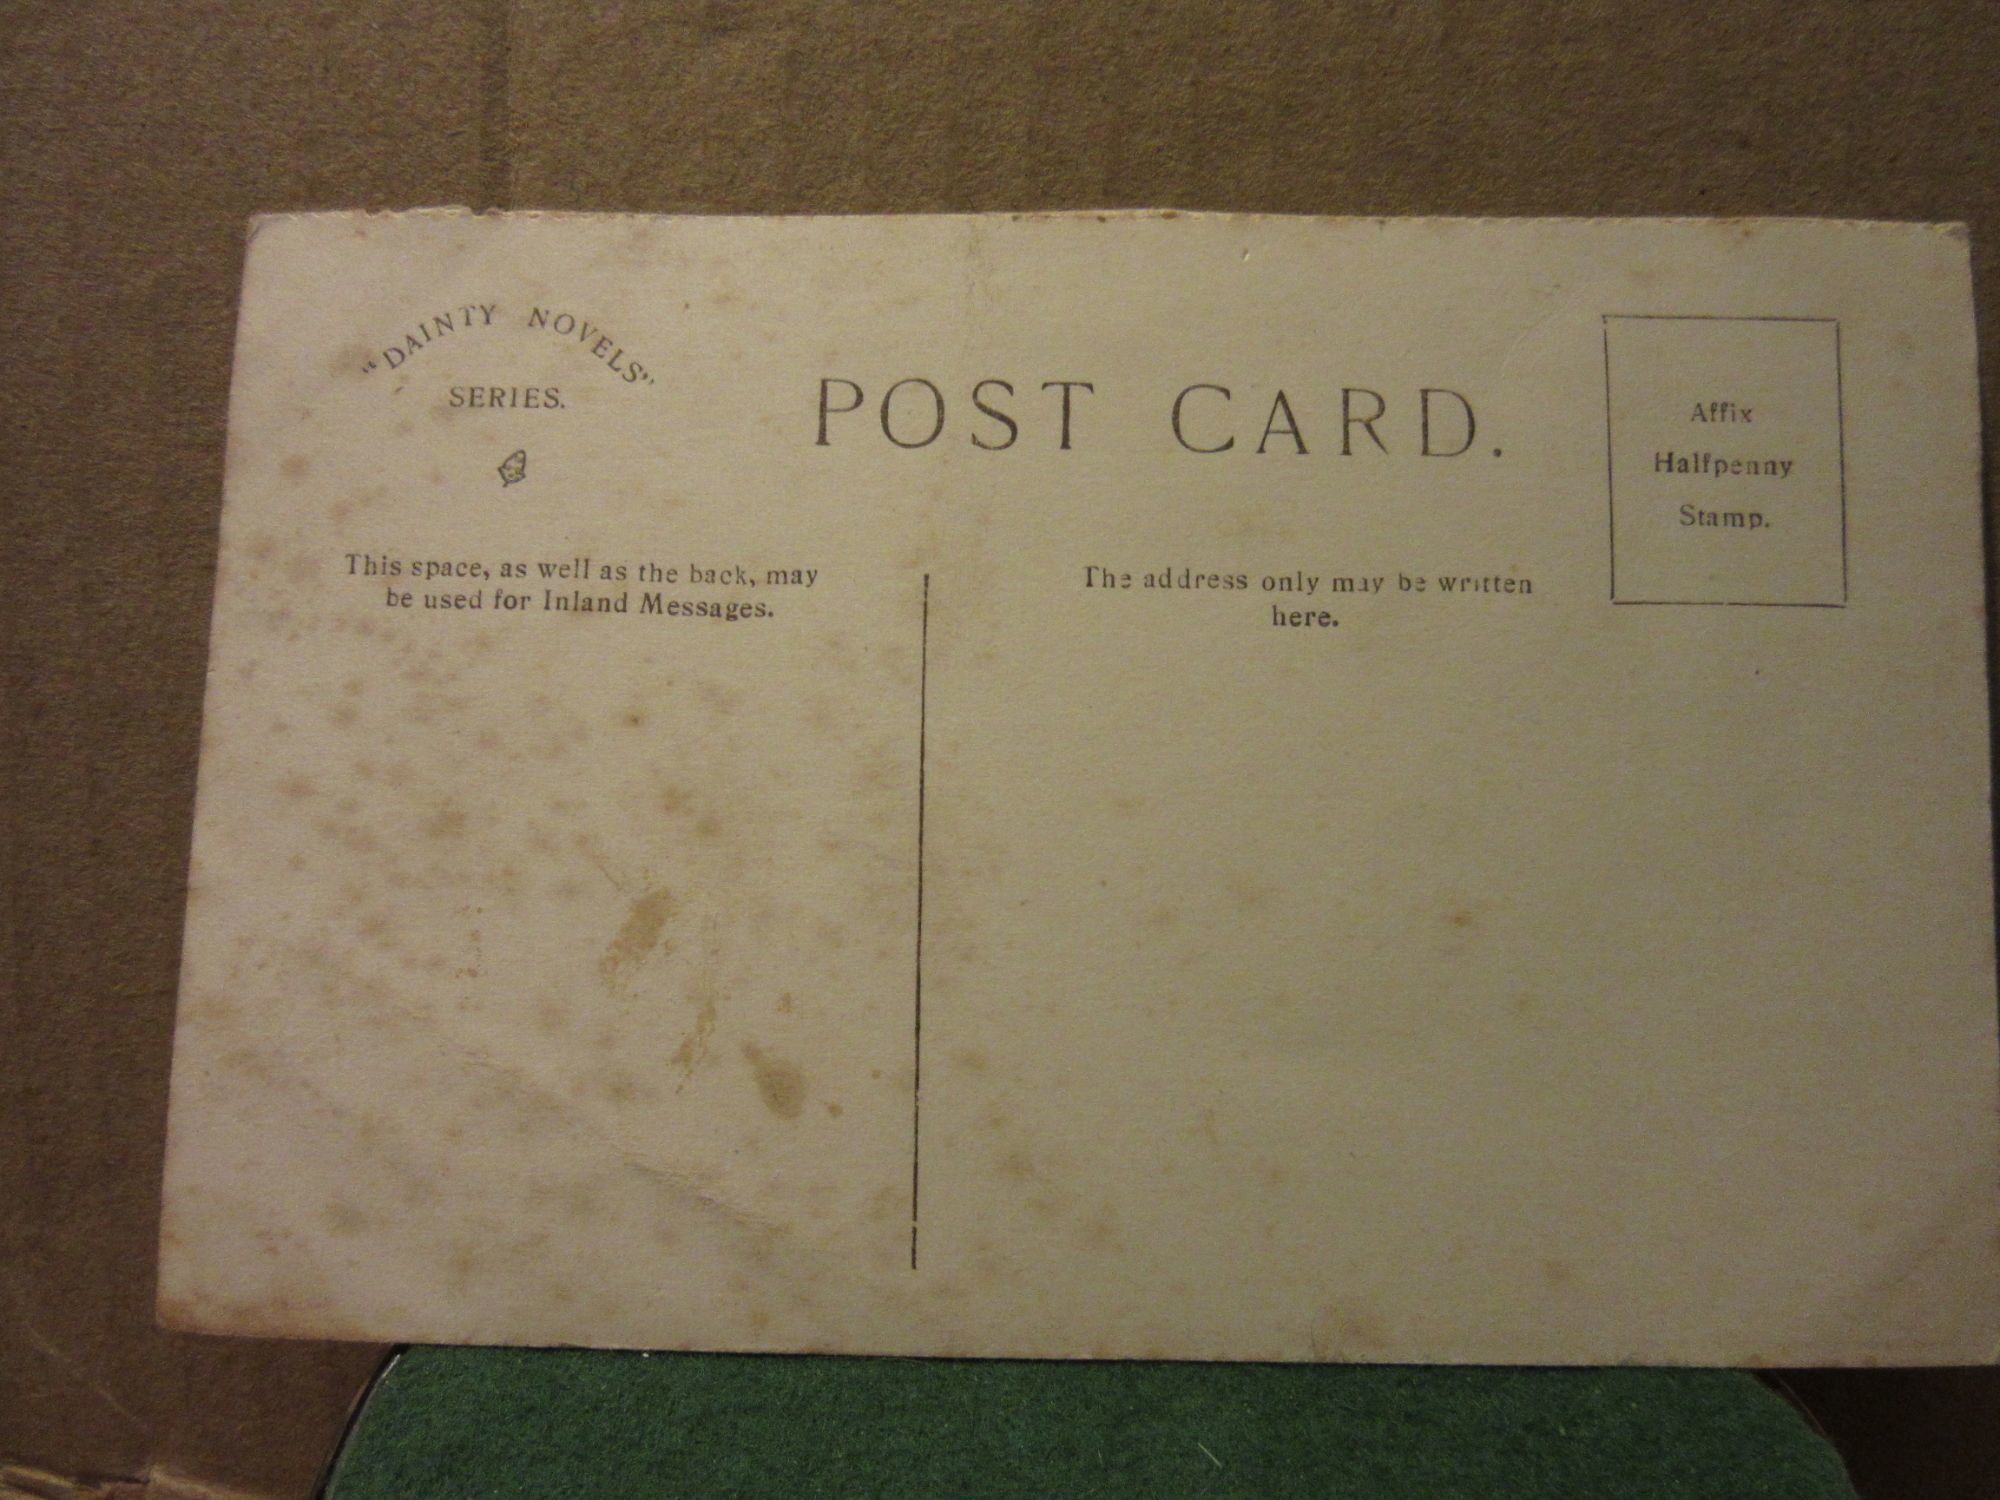 "DAINTY NOVELS"
SERIES.
POST CARD.
Affix
Halfpenny
Stamp.
This space, as well as the back, may
be used for Inland Messages.
The address only may be written
here.